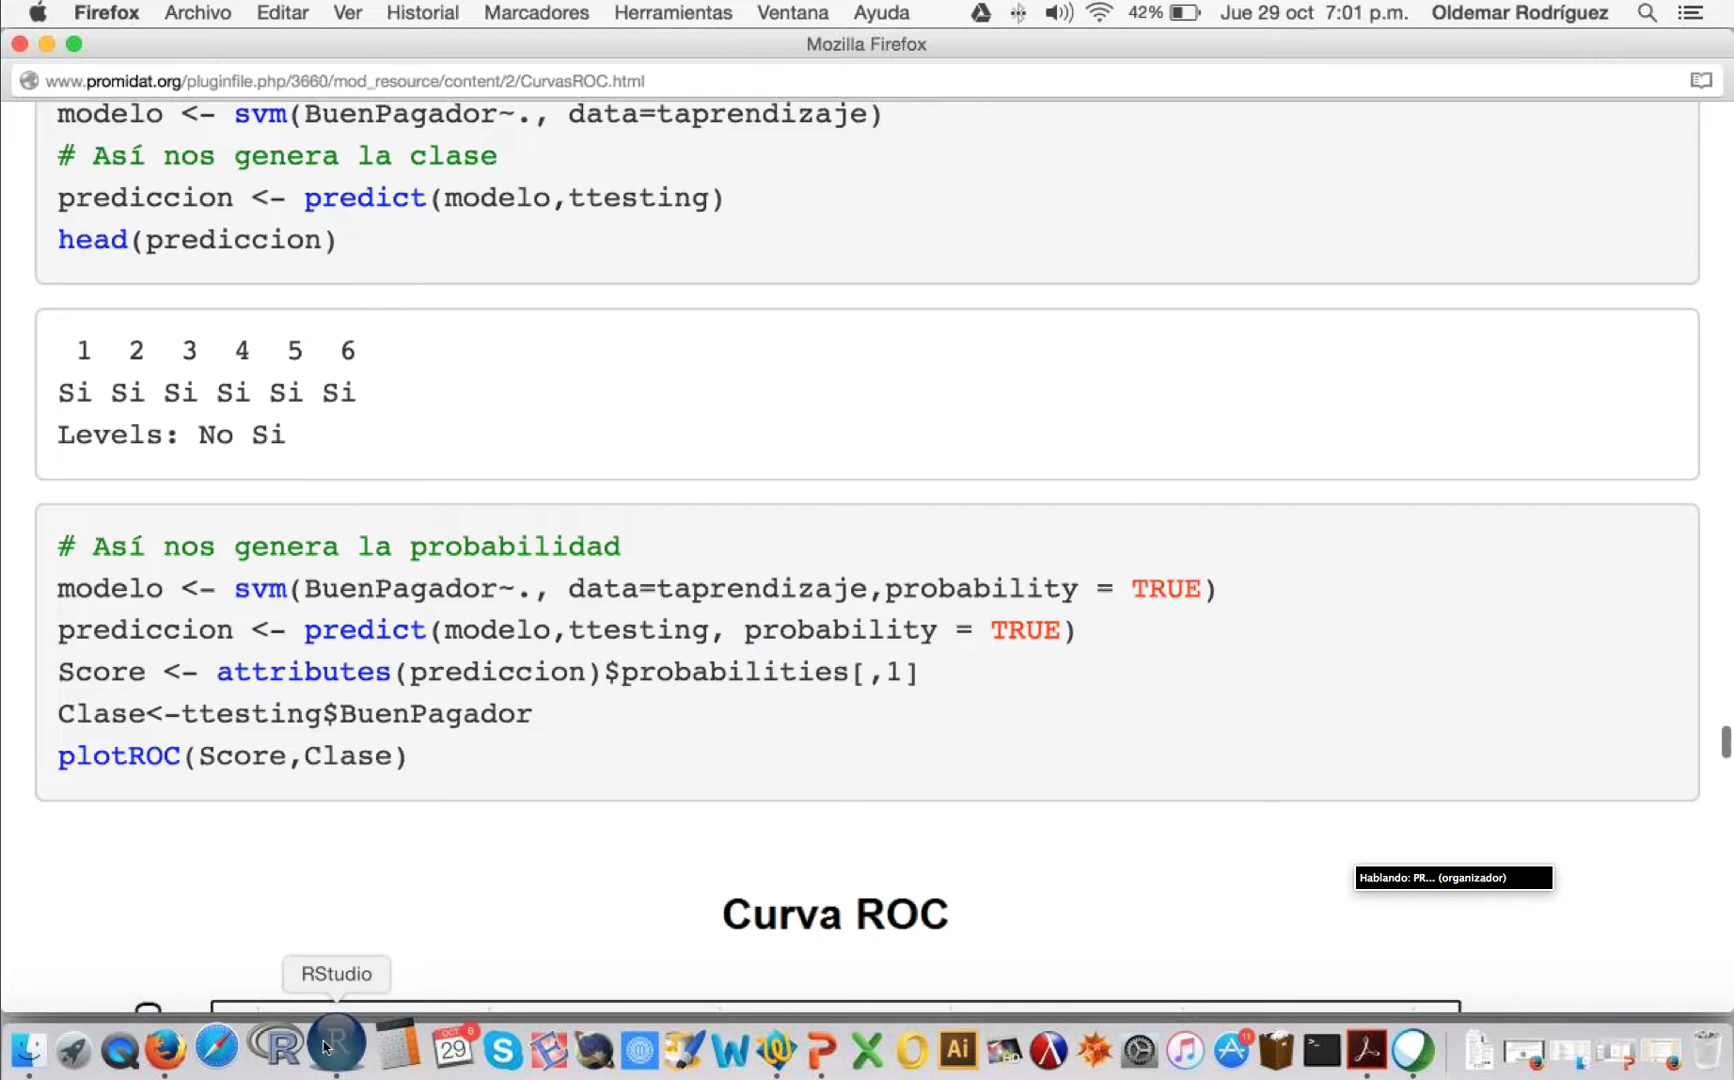 Firefox Archivo Editar Ver Historial Marcadores Herramientas Ventana Ayuda 42% Jue 29 oct 7:01 p.m. Oldemar Rodríguez
Mozilla Firefox
www.promidat.org/pluginfile.php/3660/mod_resource/content/2/CurvasROC.html
modelo <- svm(BuenPagador~., data=taprendizaje)
# Así nos genera la clase
prediccion <- predict(modelo,ttesting)
head(prediccion)
1 2 3 4 5 6
Si Si Si Si Si Si
Levels: No Si
# Así nos genera la probabilidad
modelo <- svm(BuenPagador~., data=taprendizaje,probability = TRUE)
prediccion <- predict(modelo,ttesting, probability = TRUE)
Score <- attributes(prediccion)$probabilities[,1]
Clase<-ttesting$BuenPagador
plotROC(Score,Clase)
Hablando: PR... (organizador)
Curva ROC
RStudio
OCT 6
29
Ai
11